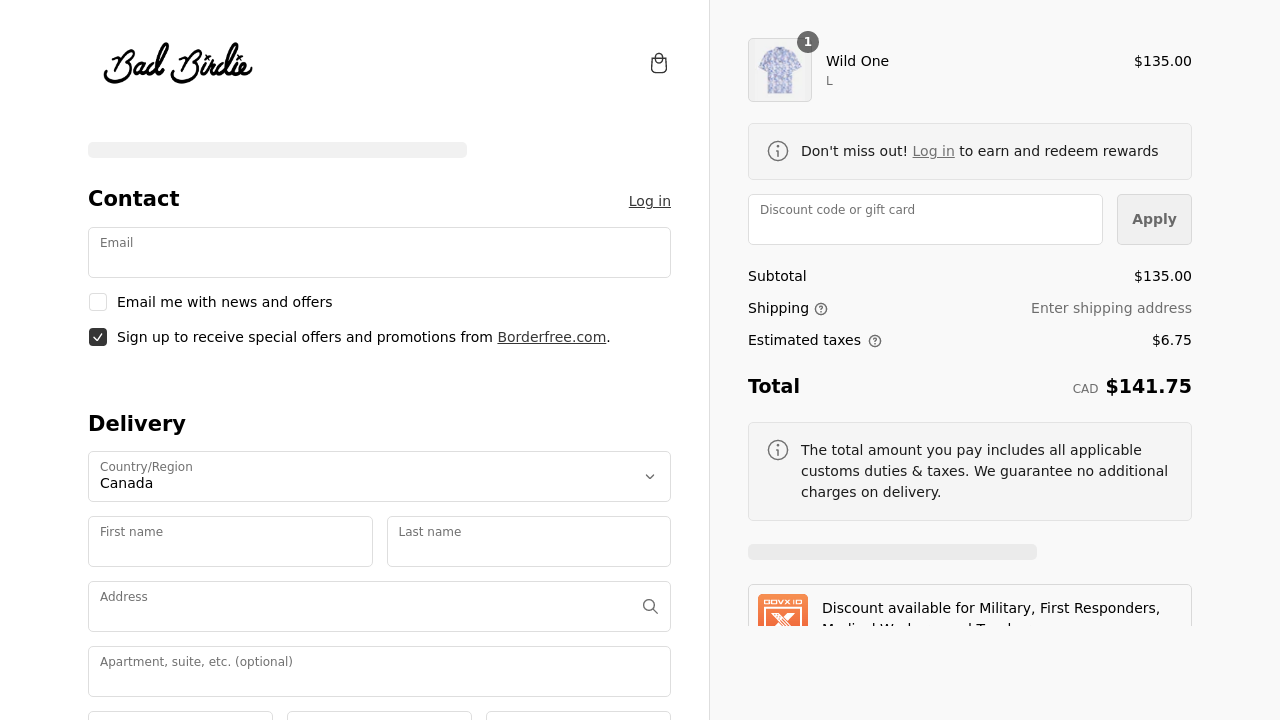 Bad Birdie
Contact
Log in
Email
Email me with news and offers
Sign up to receive special offers and promotions from Borderfree.com.
Delivery
Country/Region
Canada
First name
Last name
Address
Apartment, suite, etc. (optional)
1
Wild One
$135.00
L
Don't miss out! Log in to earn and redeem rewards
Discount code or gift card
Apply
Subtotal
$135.00
Shipping
Enter shipping address
Estimated taxes
$6.75
Total
CAD $141.75
The total amount you pay includes all applicable
customs duties & taxes. We guarantee no additional
charges on delivery.
GOVX ID
Discount available for Military, First Responders,